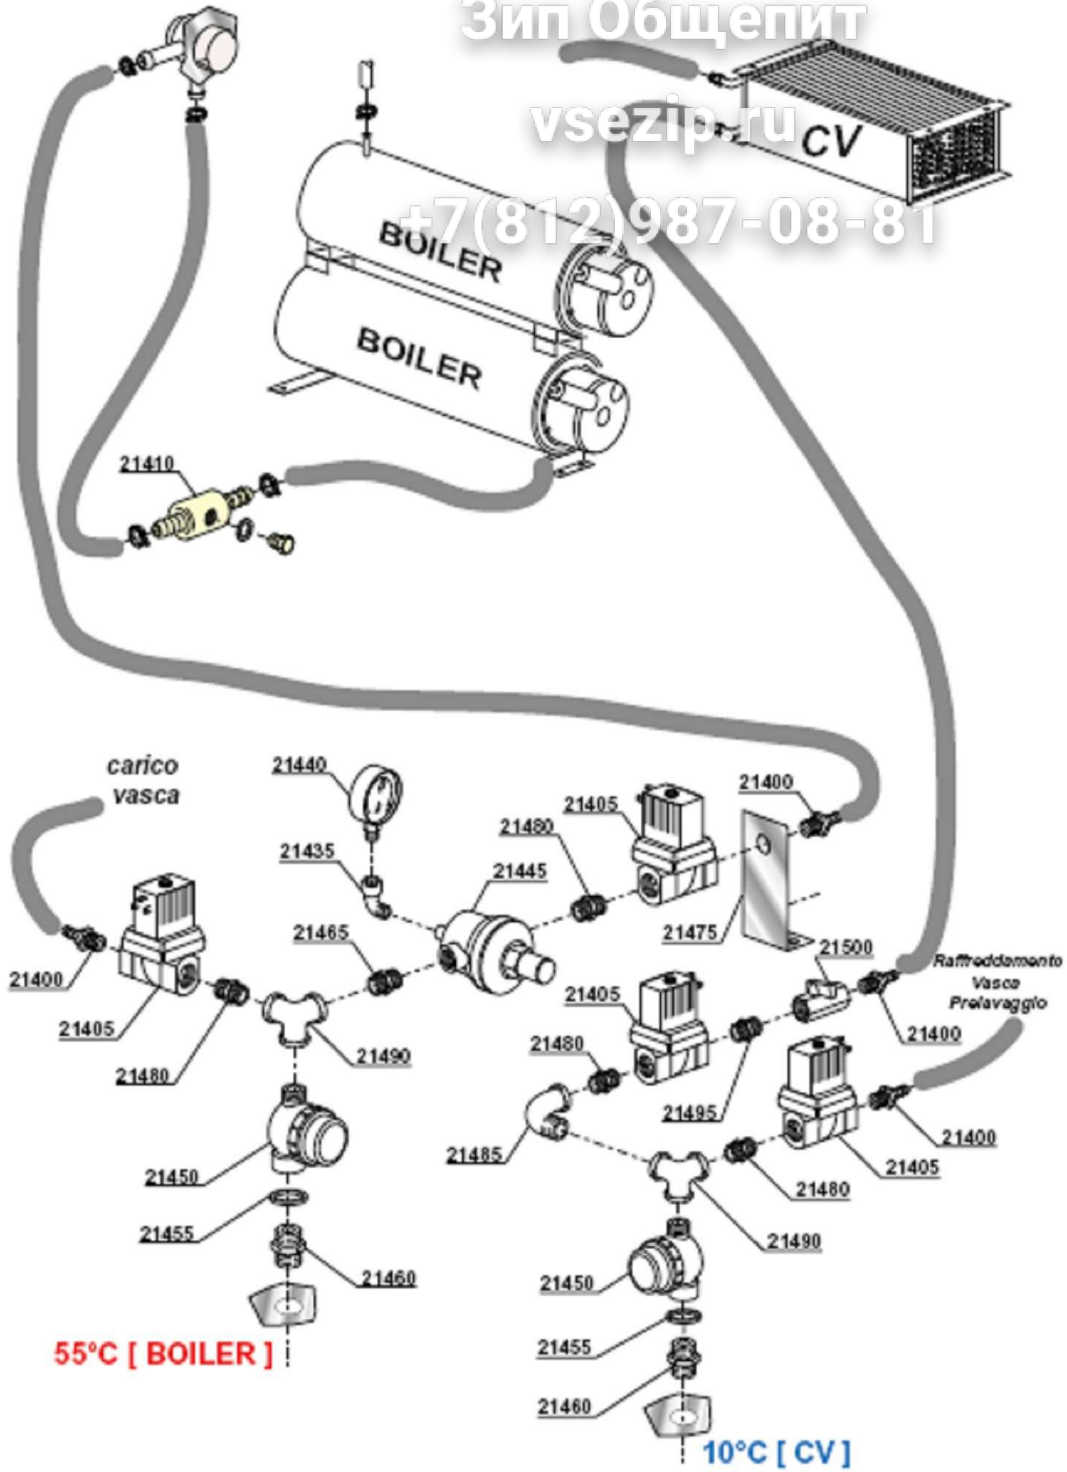 Зип Общепит
vsezip.ru
CV
+7(812)987-08-81
BOILER
BOILER
21410
carico
vasca
21440
21405
21400
21480
21435
21445
21465
21475
21500
Raffreddamento
Vasca
Prelavaggio
21400
21405
21405
21400
21480
21490
21480
21495
21400
21485
21405
21450
21480
21455
21490
21460
21450
55°C [ BOILER ]
21455
21460
10°C [ CV ]